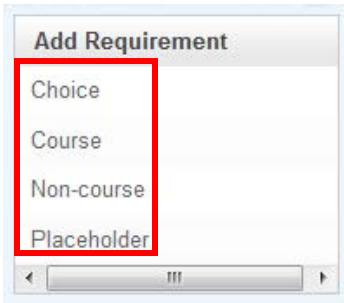 Add Requirement
Choice
Course
Non-course
Placeholder